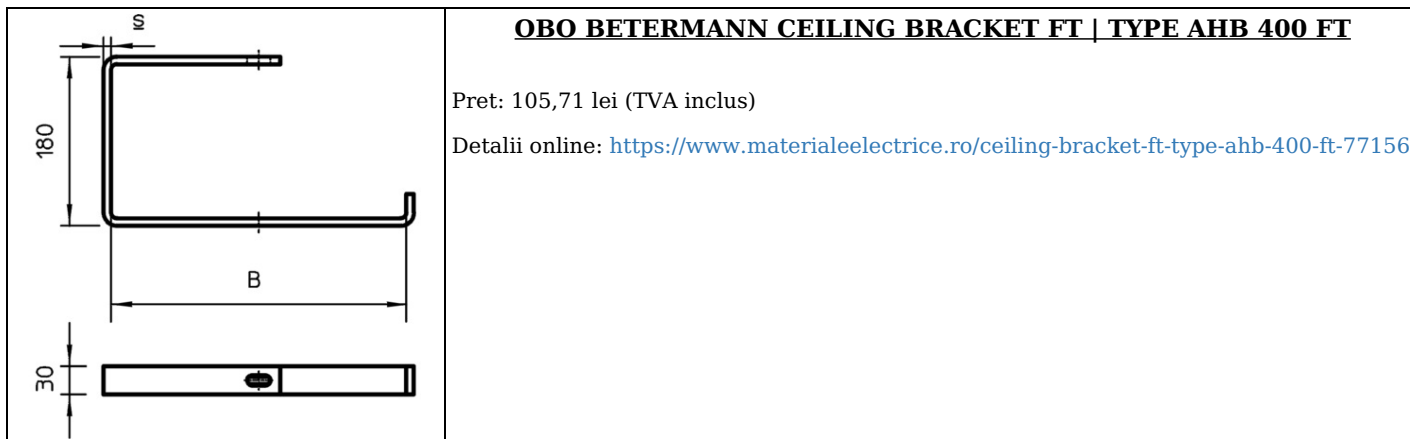 s
180
B
30
OBO BETERMANN CEILING BRACKET FT | TYPE AHB 400 FT
Pret: 105,71 lei (TVA inclus)
Detalii online: https://www.materialeelectrice.ro/ceiling-bracket-ft-type-ahb-400-ft-77156